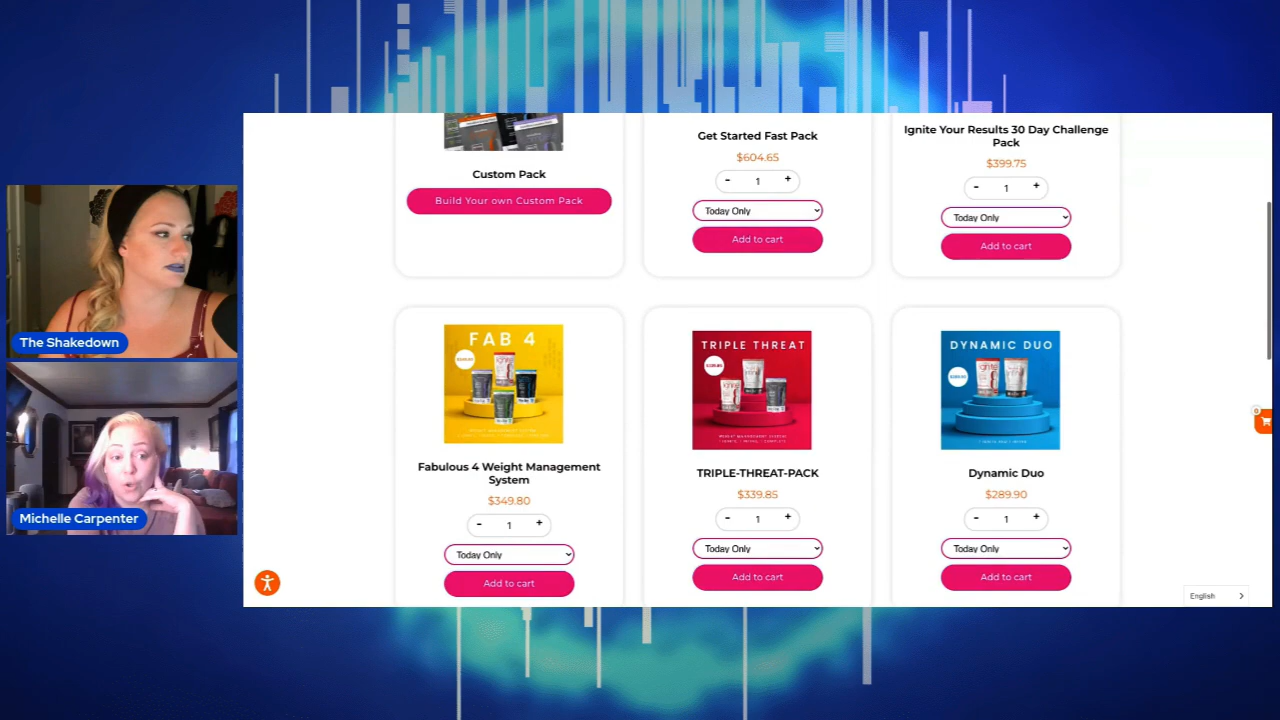 The Shakedown
Michelle Carpenter
Custom Pack
Build Your own Custom Pack
Get Started Fast Pack
$604.65
- 1 +
Today Only
Add to cart
Ignite Your Results 30 Day Challenge
Pack
$399.75
- 1 +
Today Only
Add to cart
FAB 4
Fabulous 4 Weight Management
System
$349.80
- 1 +
Today Only
Add to cart
TRIPLE THREAT
TRIPLE-THREAT-PACK
$339.85
- 1 +
Today Only
Add to cart
DYNAMIC DUO
Dynamic Duo
$289.90
- 1 +
Today Only
Add to cart
0
English